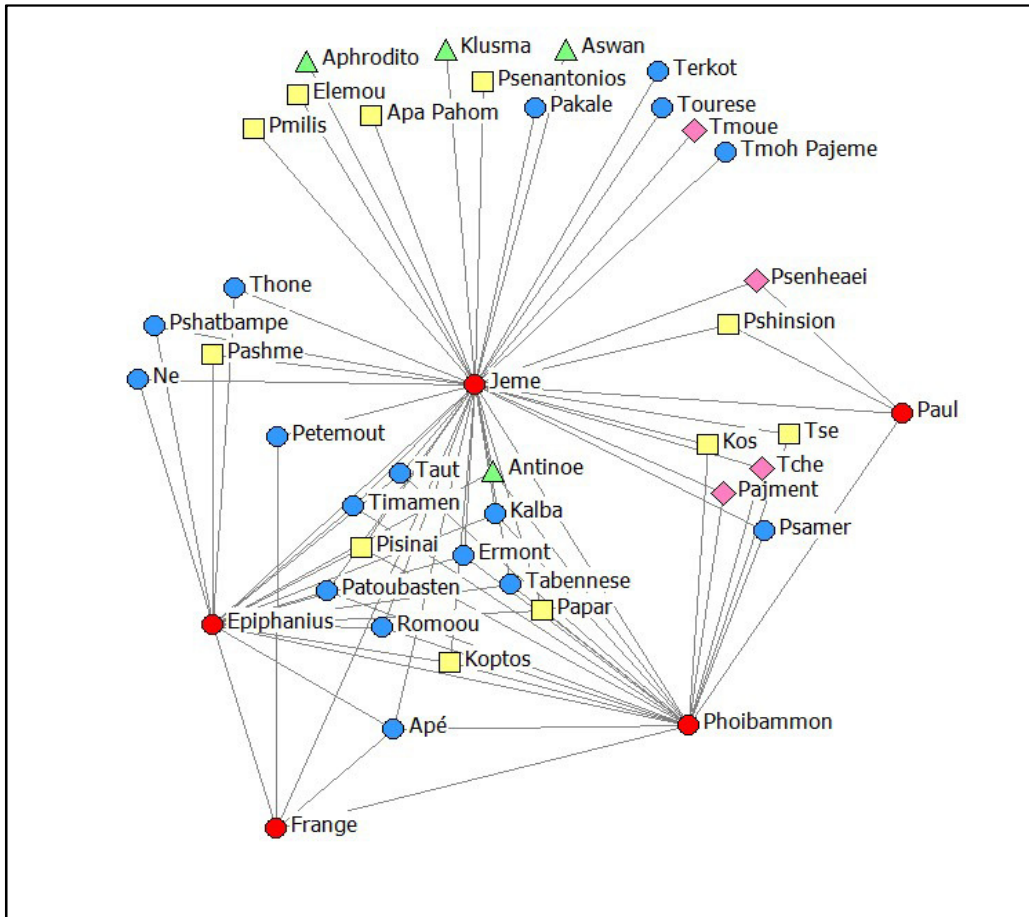 Klusma
Aswan
Aphrodito
Terkot
Psenantonios
Elemou
Pakale
Tourese
Apa Pahom
Pmilis
Tmoue
Tmoh Pajeme
Psenheaei
Thone
Pshatbampe
Pshinsion
Pashme
Ne
Jeme
Paul
Petemout
Tse
Kos
Antinoe
Tche
Taut
Pajment
Timamen
Kalba
Psamer
Pisinai
Ermont
Tabennese
Patoubasten
Papar
Epiphanius
Romoou
Koptos
Phoibammon
Apé
Frange